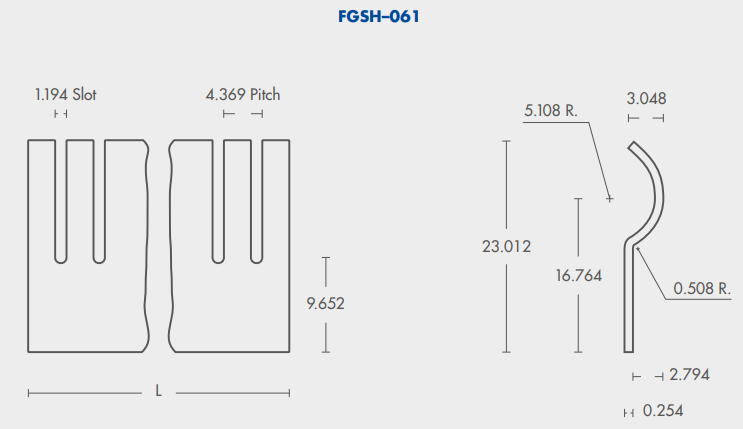 FGSH–061
1.194 Slot
4.369 Pitch
5.108 R.
3.048
23.012
16.764
9.652
0.508 R.
L
2.794
0.254